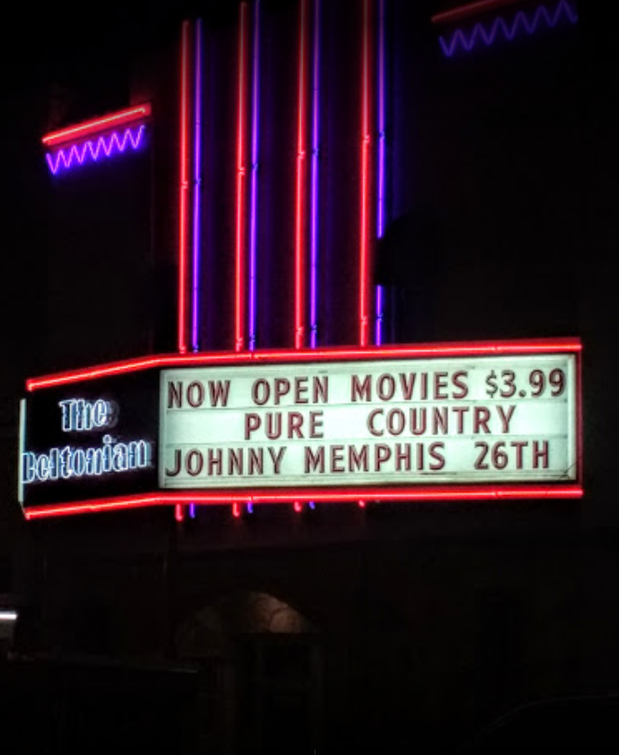 The
Beltonian
NOW OPEN MOVIES $3.99
PURE COUNTRY
JOHNNY MEMPHIS 26TH